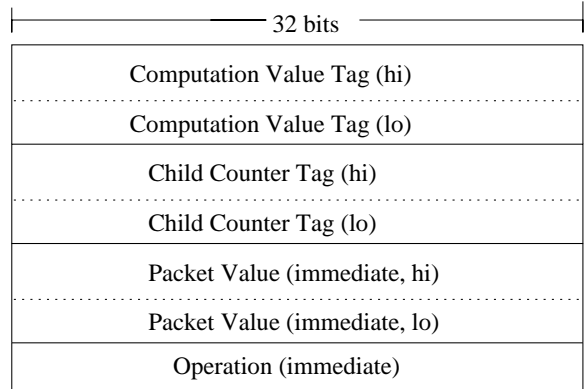 32 bits
Computation Value Tag (hi)
Computation Value Tag (lo)
Child Counter Tag (hi)
Child Counter Tag (lo)
Packet Value (immediate, hi)
Packet Value (immediate, lo)
Operation (immediate)